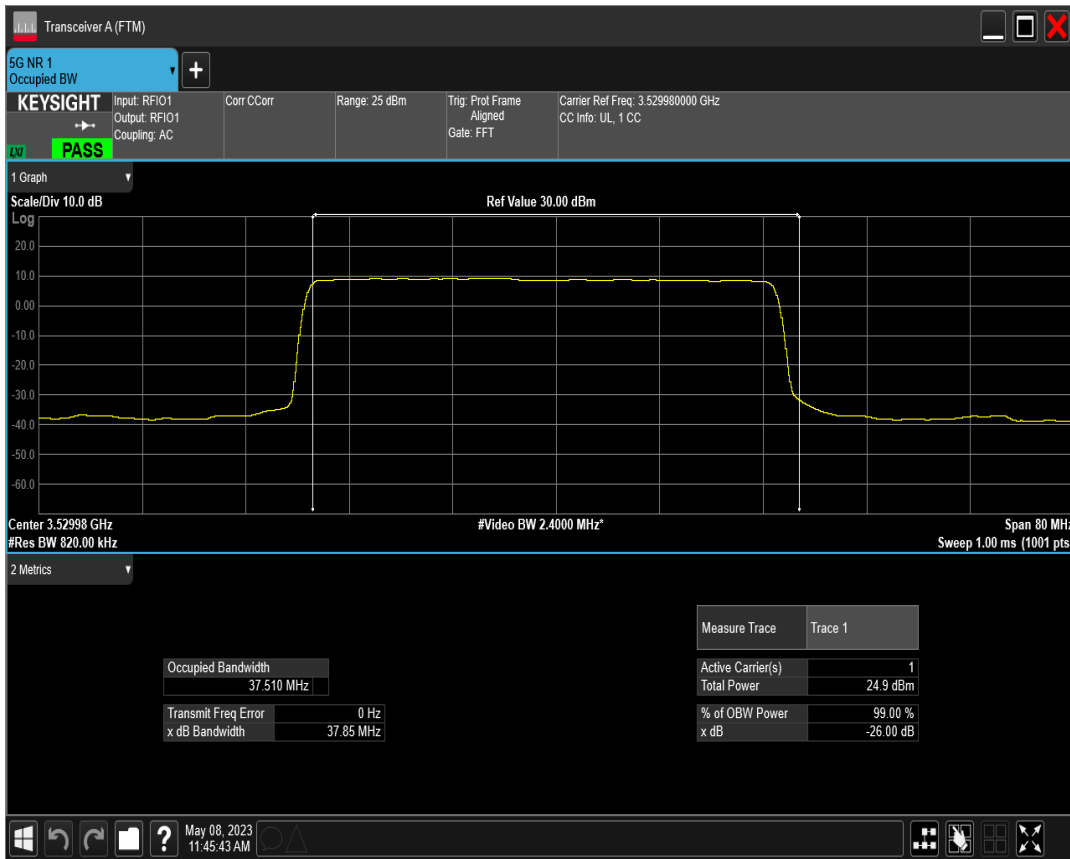 Transceiver A (FTM)
5G NR 1
Occupied BW
+
KEYSIGHT
LXI
PASS
Input: RFIO1
Output: RFIO1
Coupling: AC
Corr CCorr
Range: 25 dBm
Trig: Prot Frame
Aligned
Gate: FFT
Carrier Ref Freq: 3.529980000 GHz
CC Info: UL, 1 CC
1 Graph
Scale/Div 10.0 dB
Ref Value 30.00 dBm
Log
20.0
10.0
0.00
-10.0
-20.0
-30.0
-40.0
-50.0
-60.0
Center 3.52998 GHz
#Video BW 2.4000 MHz*
Span 80 MHz
#Res BW 820.00 kHz
Sweep 1.00 ms (1001 pts
2 Metrics
Measure Trace Trace 1
Occupied Bandwidth
37.510 MHz
Active Carrier(s) 1
Total Power 24.9 dBm
Transmit Freq Error 0 Hz
x dB Bandwidth 37.85 MHz
% of OBW Power 99.00 %
x dB -26.00 dB
?
May 08, 2023
11:45:43 AM